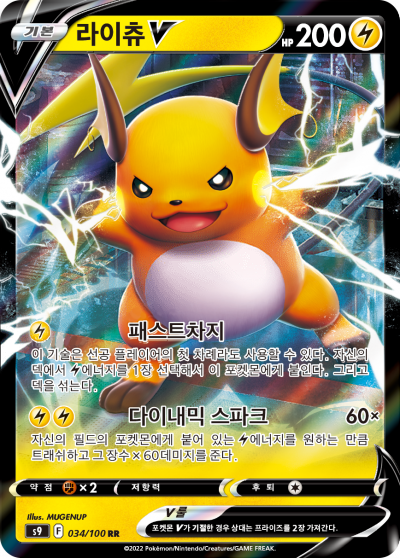 기본 라이츄 V HP 200
패스트차지
이 기술은 선공 플레이어의 첫 차례라도 사용할 수 있다. 자신의
덱에서 에너지를 1장 선택해서 이 포켓몬에게 붙인다. 그리고
덱을 섞는다.
다이내믹 스파크 60×
자신의 필드의 포켓몬에게 붙어 있는 에너지를 원하는 만큼
트래쉬하고 그 장수×60데미지를 준다.
약점 ×2 저항력 후퇴
Illus. MUGENUP
V룰
s9 F 034/100 RR
포켓몬 V가 기절한 경우 상대는 프라이즈를 2장 가져간다.
©2022 Pokémon/Nintendo/Creatures/GAME FREAK.